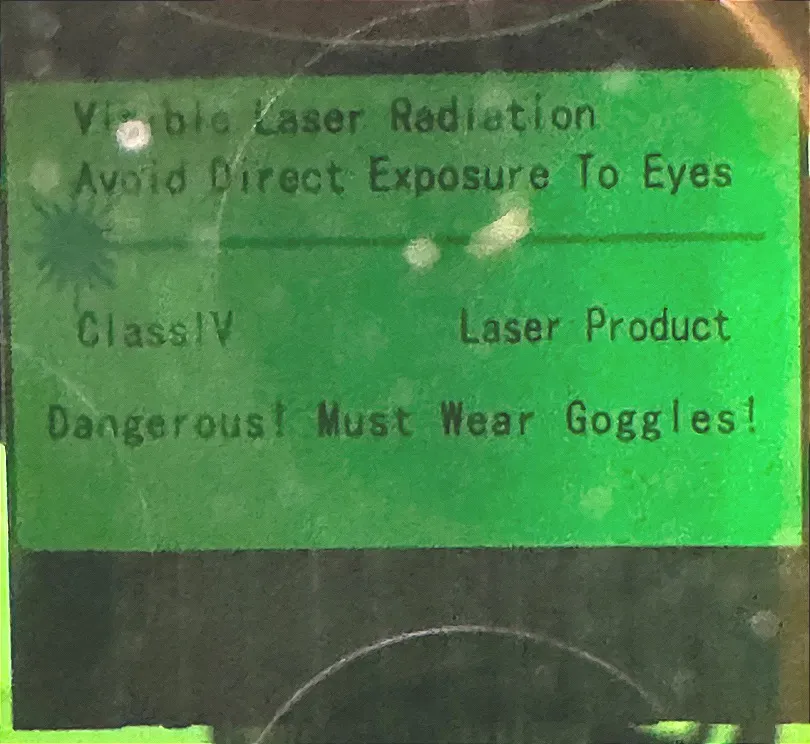 Visible Laser Radiation
Avoid Direct Exposure To Eyes
ClassIV Laser Product
Dangerous! Must Wear Goggles!